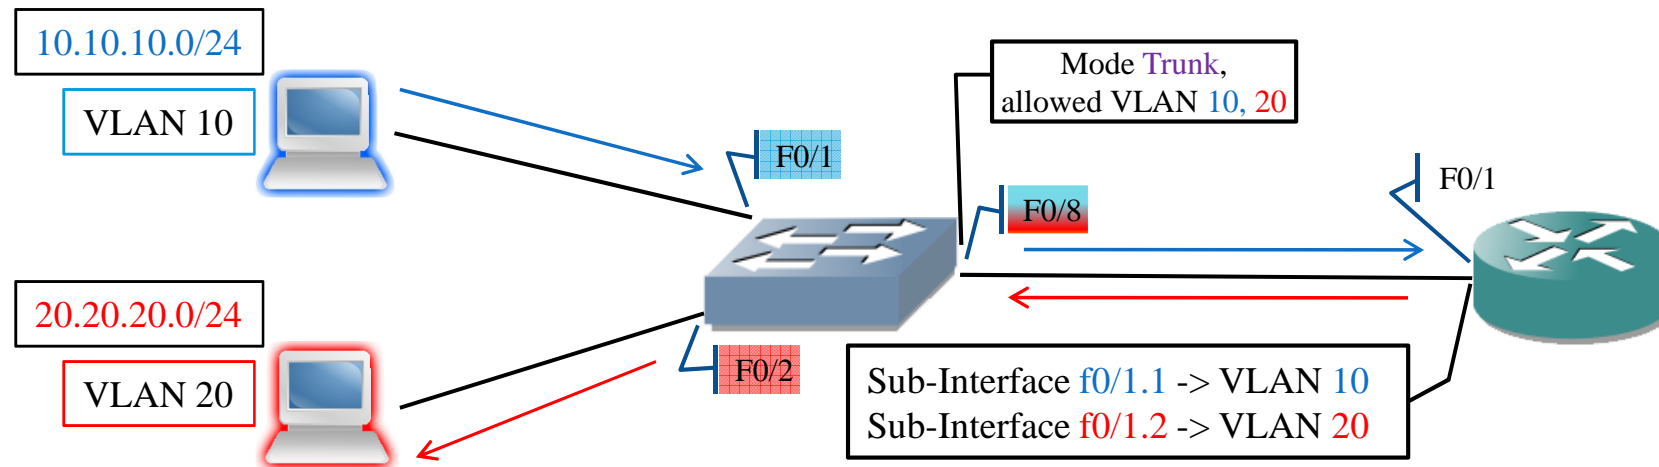 10.10.10.0/24
VLAN 10
F0/1
Mode Trunk,
allowed VLAN 10, 20
F0/8
F0/1
20.20.20.0/24
VLAN 20
F0/2
Sub-Interface f0/1.1 -> VLAN 10
Sub-Interface f0/1.2 -> VLAN 20